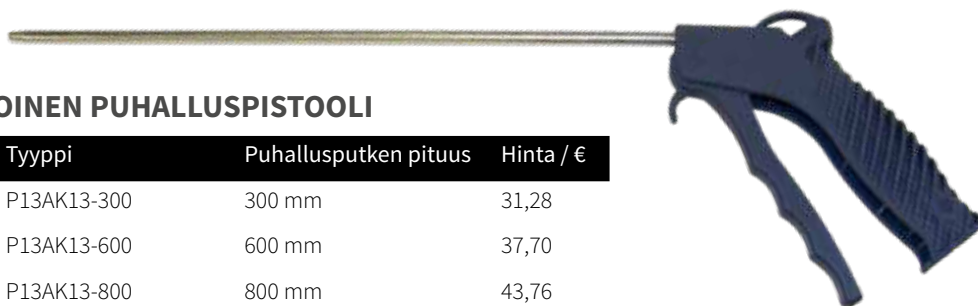 OINEN PUHALLUSPISTOOLI
Tyyppi Puhallusputken pituus Hinta / €
P13AK13-300 300 mm 31,28
P13AK13-600 600 mm 37,70
P13AK13-800 800 mm 43,76